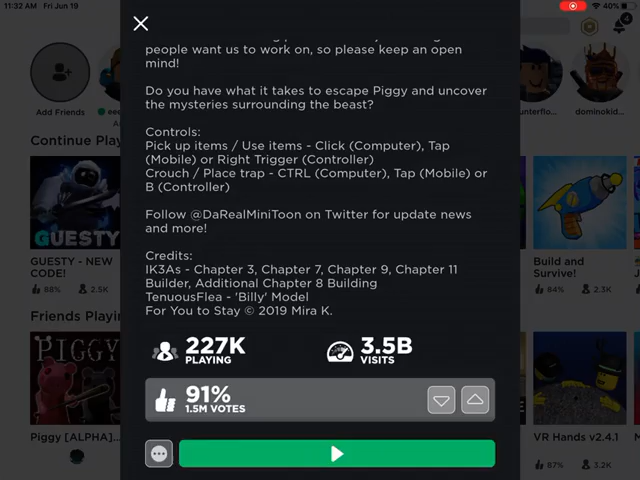 11:32 AM Fri Jun 19
40%
4
people want us to work on, so please keep an open
mind!
Do you have what it takes to escape Piggy and uncover
the mysteries surrounding the beast?
Add Friends
Controls:
Pick up items / Use items - Click (Computer), Tap
(Mobile) or Right Trigger (Controller)
Crouch / Place trap - CTRL (Computer), Tap (Mobile) or
B (Controller)
Continue Play
Follow @DaRealMiniToon on Twitter for update news
and more!
GUESTY
Credits:
IK3As - Chapter 3, Chapter 7, Chapter 9, Chapter 11
Builder, Additional Chapter 8 Building
TenuousFlea - 'Billy' Model
For You to Stay © 2019 Mira K.
GUESTY - NEW
CODE!
88% 2.5K
Build and
Survive!
84% 2.3K
Friends Playin
PIGGY
227K
PLAYING
3.5B
VISITS
91%
1.5M VOTES
Piggy [ALPHA]
VR Hands v2.4.1
87% 3.2K